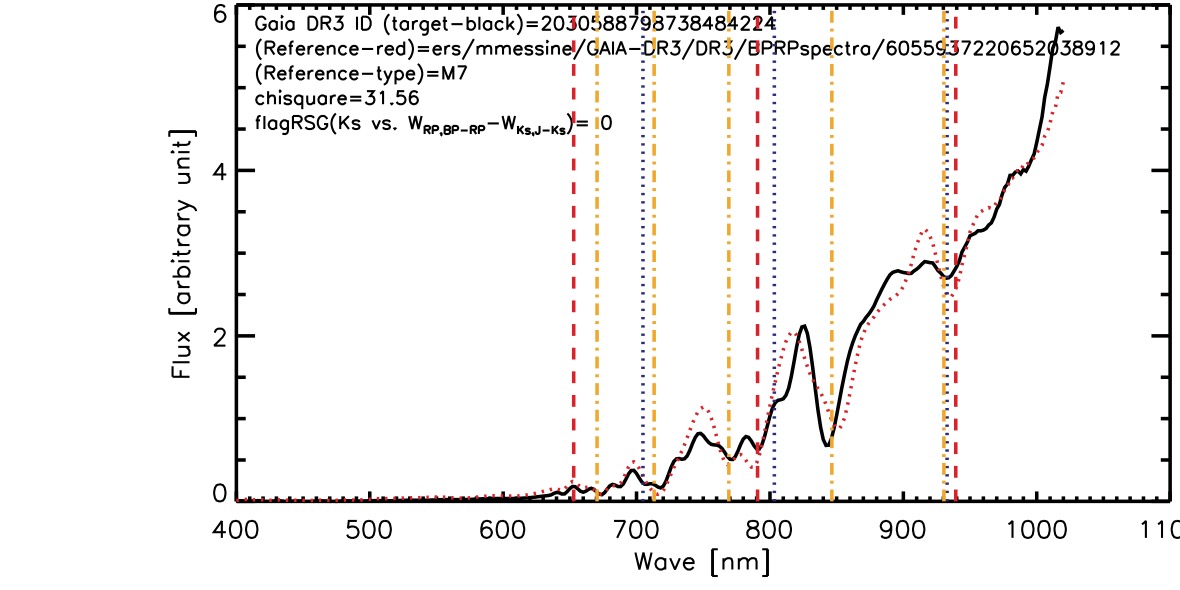 Gaia DR3 ID (target-black)=2030588798738484224
(Reference-red)=ers/mmessine/GAIA-DR3/DR3/BPRPspectra/6055937220652038912
(Reference-type)=M7
chisquare=31.56
flagRSG(Ks vs. WRP,BP-RP-WKs,J-Ks)= 0
6
4
2
0
Flux [arbitrary unit]
400 500 600 700 800 900 1000 110
Wave [nm]